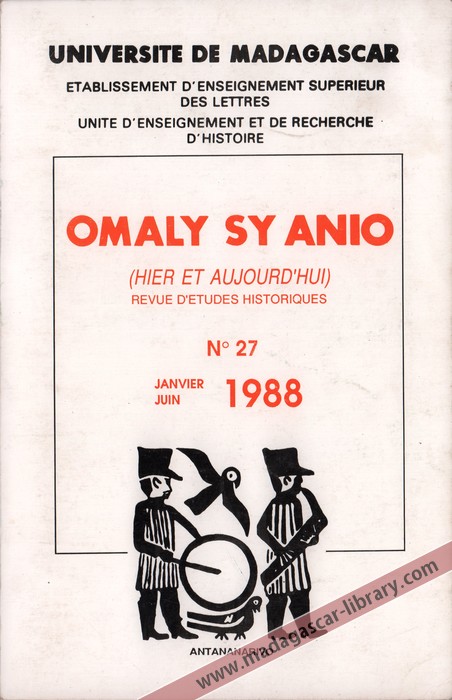 UNIVERSITE DE MADAGASCAR
ETABLISSEMENT D'ENSEIGNEMENT SUPERIEUR
DES LETTRES
UNITE D'ENSEIGNEMENT ET DE RECHERCHE
D'HISTOIRE
OMALY SY ANIO
(HIER ET AUJOURD'HUI)
REVUE D'ETUDES HISTORIQUES
N° 27
JANVIER
JUIN
1988
ANTANANARIVO
www.madagascar-library.com